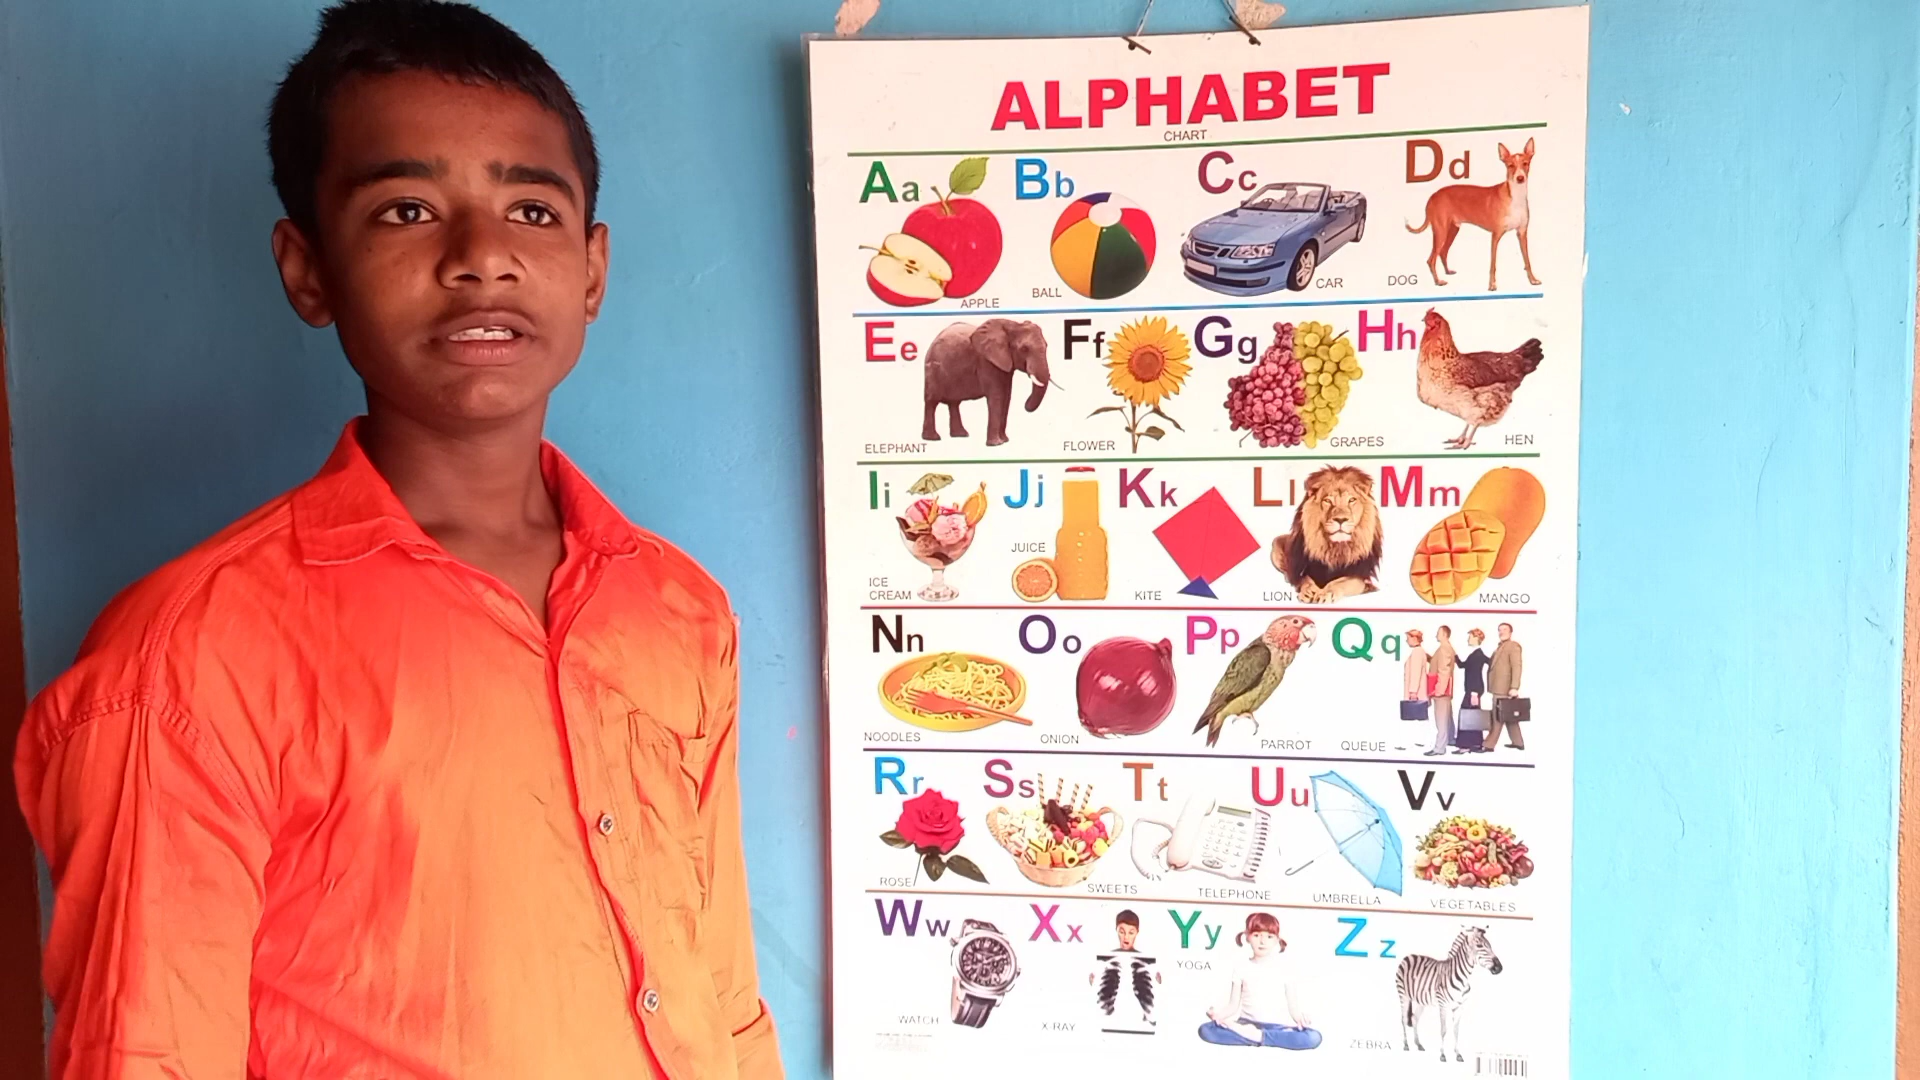 ALPHABET
CHART
Aa Bb Cc Dd
APPLE BALL CAR DOG
Ee Ff Gg Hh
ELEPHANT FLOWER GRAPES HEN
Ii Jj Kk Ll Mm
ICE CREAM JUICE KITE LION MANGO
Nn Oo Pp Qq
NOODLES ONION PARROT QUEUE
Rr Ss Tt Uu Vv
ROSE SWEETS TELEPHONE UMBRELLA VEGETABLES
Ww Xx Yy Zz
WATCH X RAY YOGA ZEBRA